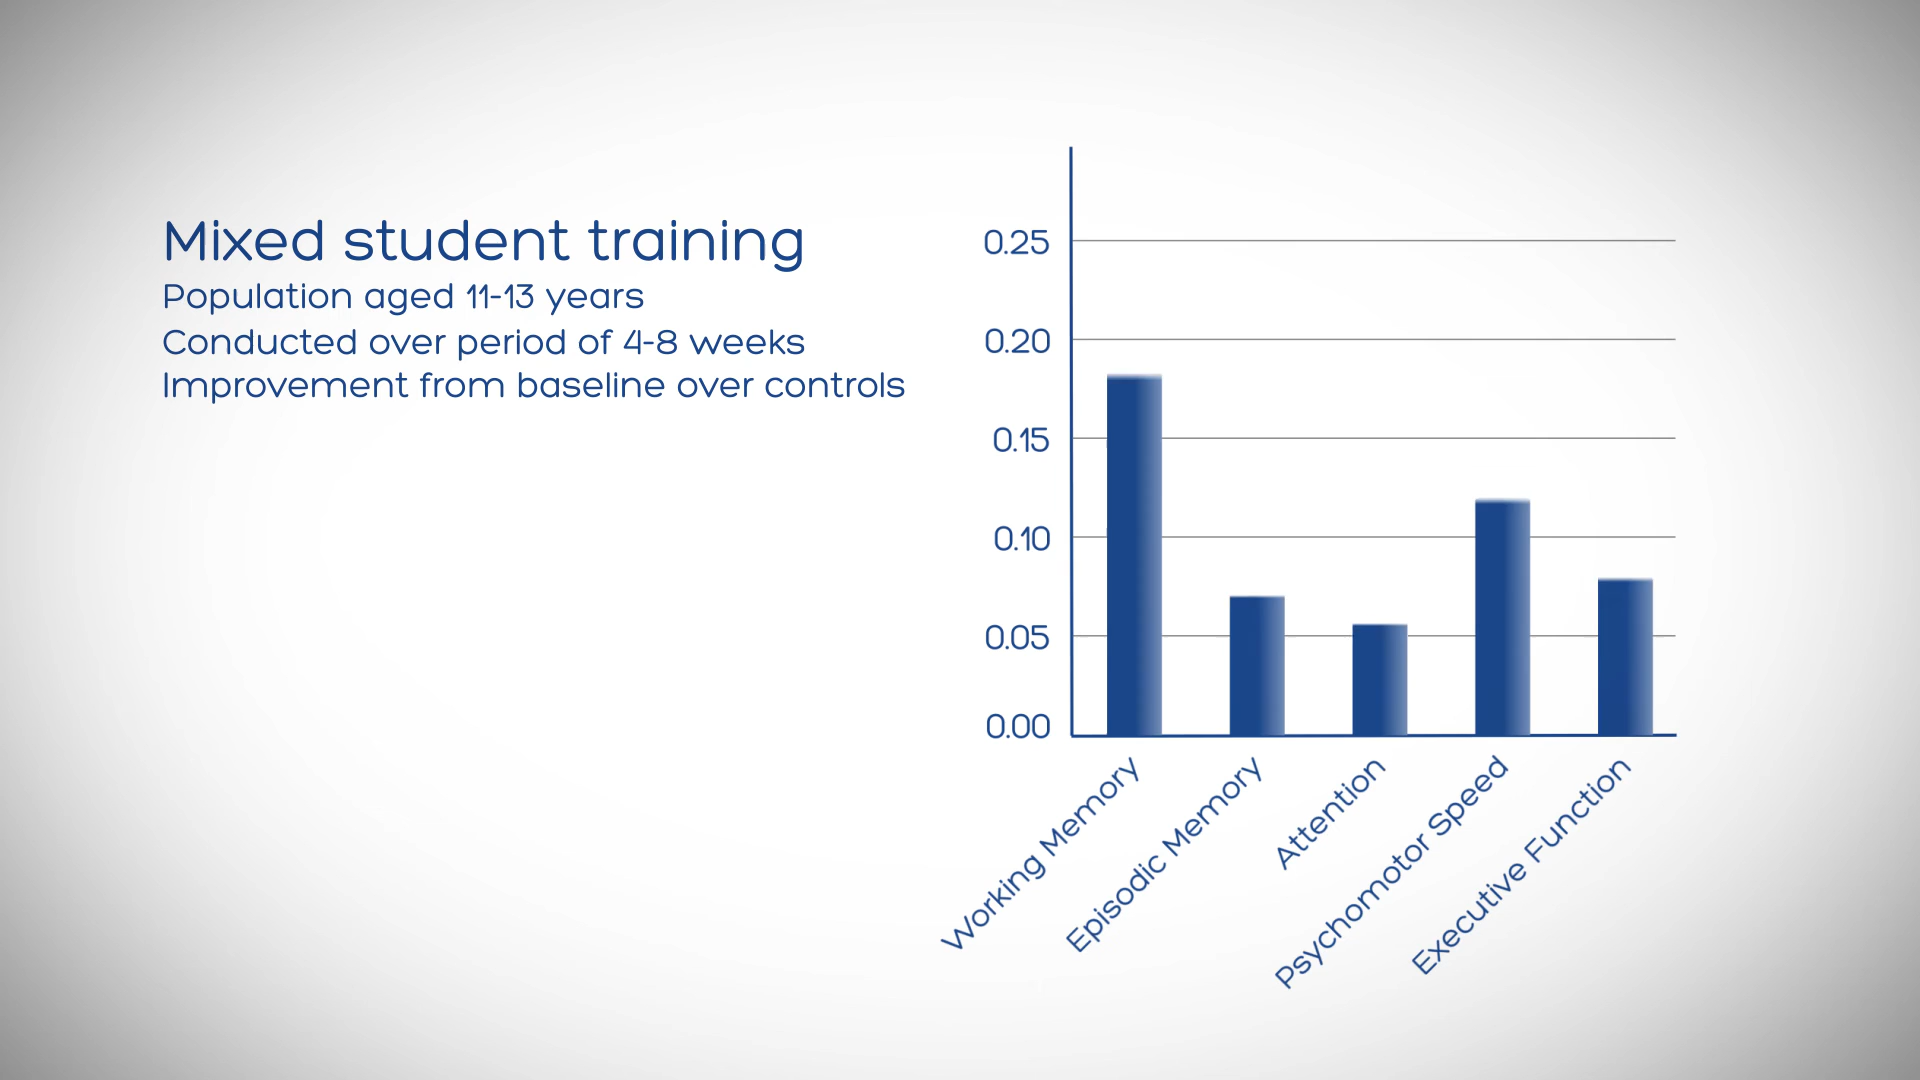 Mixed student training
Population aged 11-13 years
Conducted over period of 4-8 weeks
Improvement from baseline over controls
0.25
0.20
0.15
0.10
0.05
0.00
Working Memory
Episodic Memory
Attention
Psychomotor Speed
Executive Function